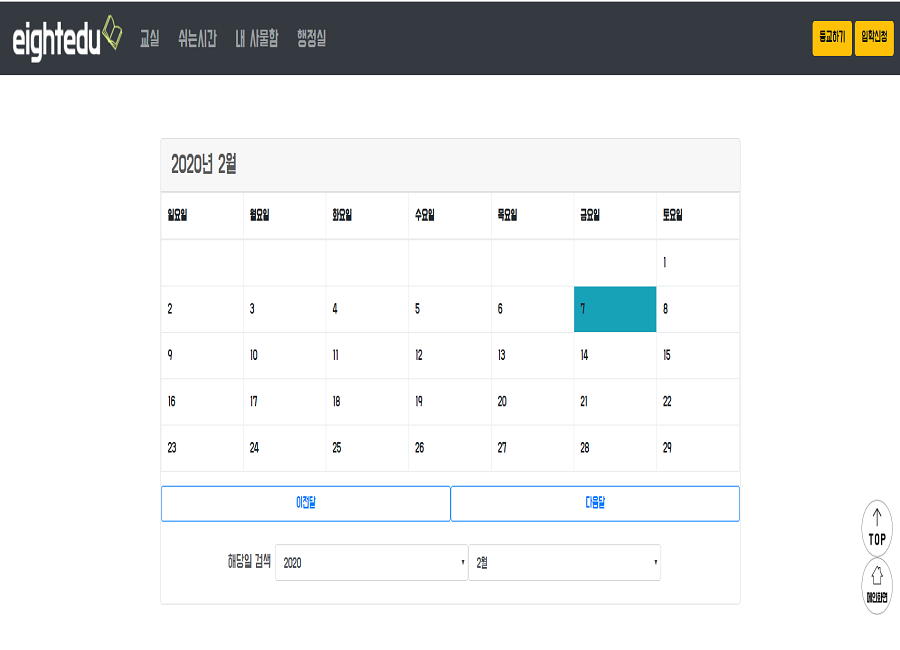 eightedu 교실 쉬는시간 내 사물함 행정실 등교하기 입학신청
2020년 2월
일요일 월요일 화요일 수요일 목요일 금요일 토요일
1
2 3 4 5 6 7 8
9 10 11 12 13 14 15
16 17 18 19 20 21 22
23 24 25 26 27 28 29
이전달 다음달
해당일 검색 2020 2월
TOP
메인화면